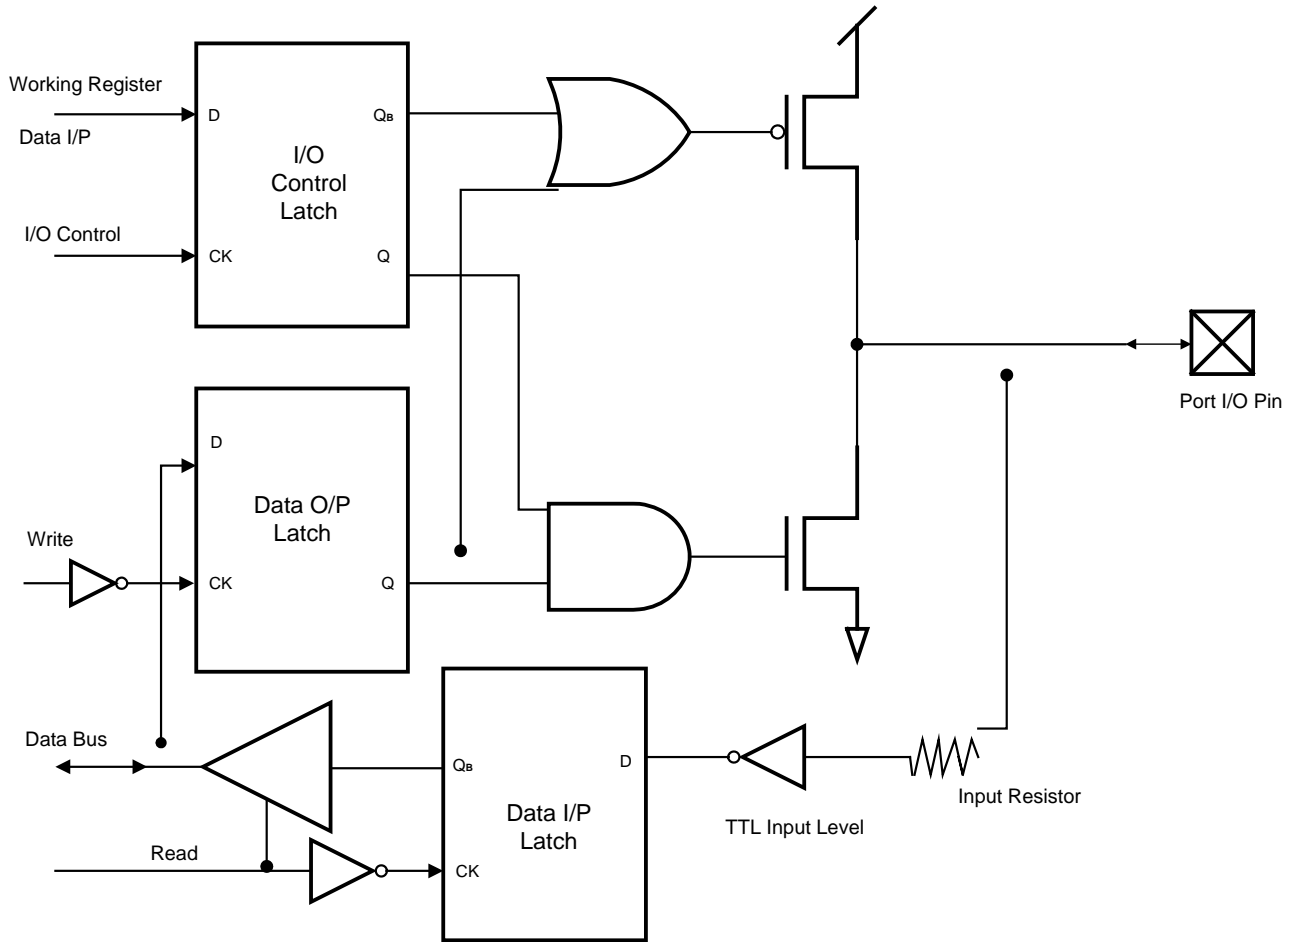 Working Register
Data I/P
D
QB
I/O
Control
Latch
I/O Control
CK
Q
Port I/O Pin
D
Data O/P
Latch
Write
CK
Q
Data Bus
QB
D
Data I/P
Latch
Input Resistor
TTL Input Level
Read
CK